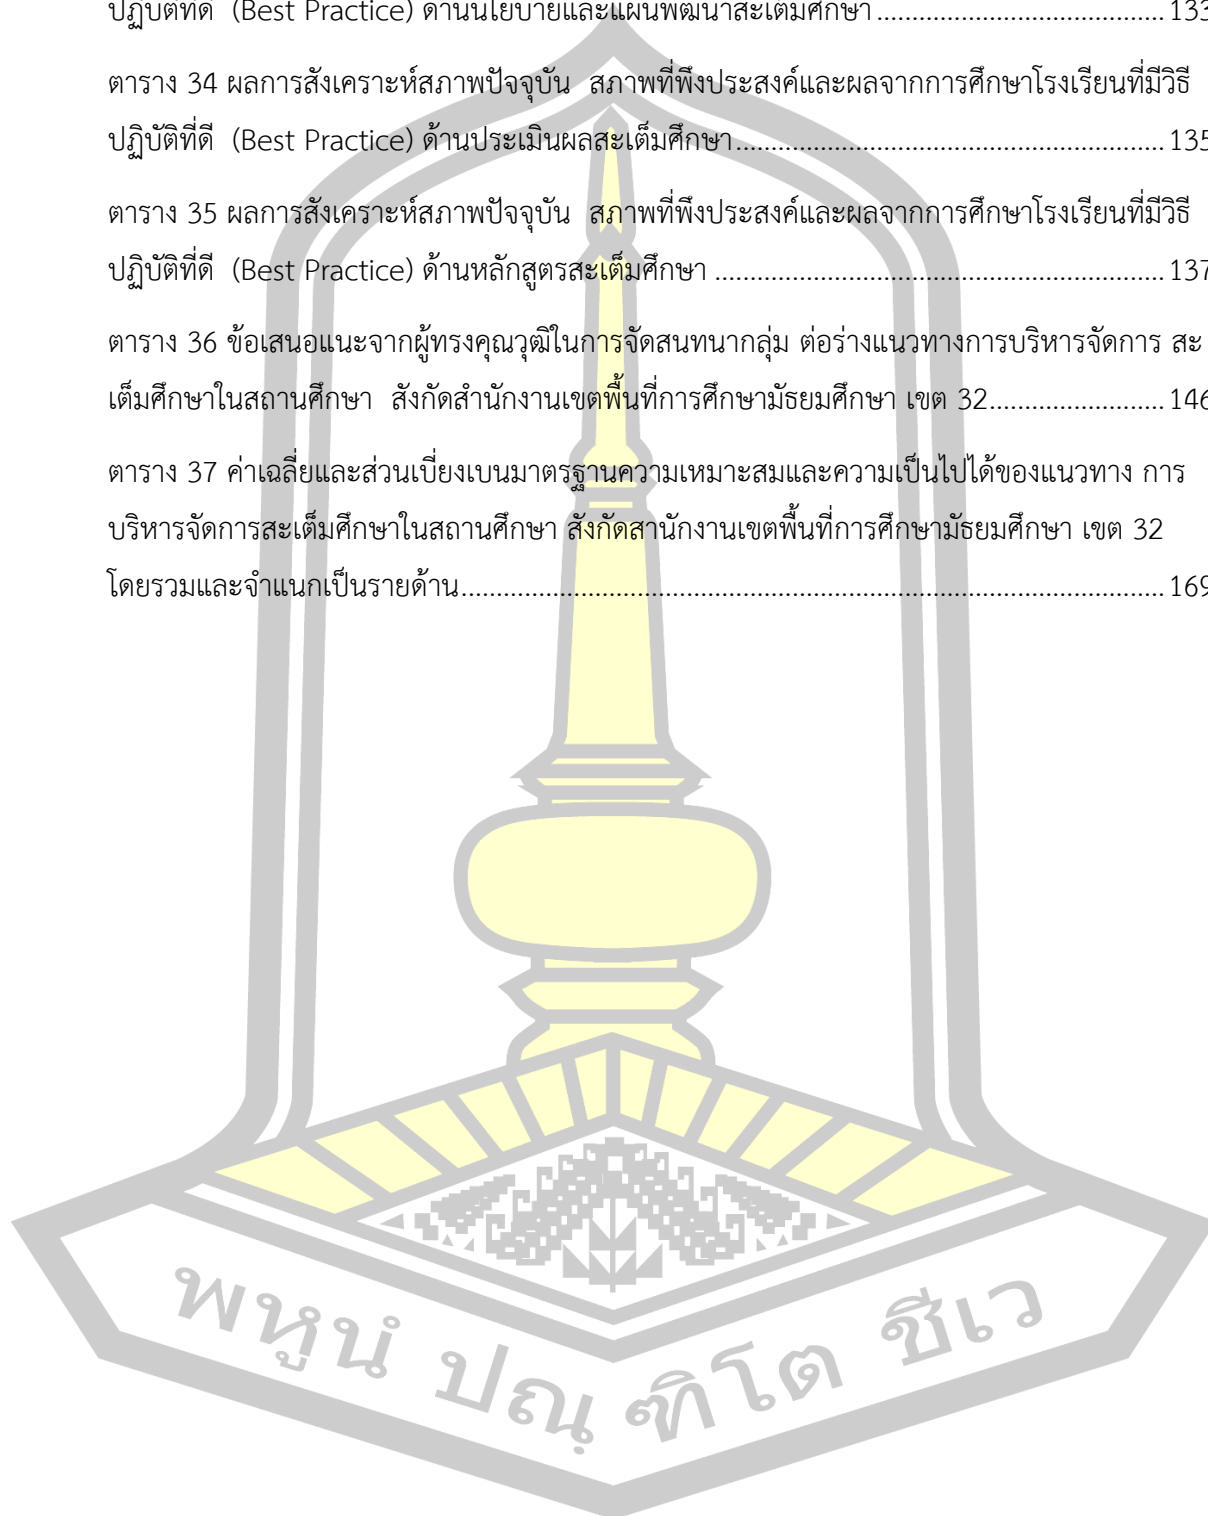 ปฏิบัติที่ดี  (Best Practice) ด้านนโยบายและแผนพัฒนาสะเต็มศึกษา.....................................133
ตาราง 34 ผลการสังเคราะห์สภาพปัจจุบัน  สภาพที่พึงประสงค์และผลจากการศึกษาโรงเรียนที่มีวิธี
ปฏิบัติที่ดี  (Best Practice) ด้านประเมินผลสะเต็มศึกษา.......................................................135
ตาราง 35 ผลการสังเคราะห์สภาพปัจจุบัน  สภาพที่พึงประสงค์และผลจากการศึกษาโรงเรียนที่มีวิธี
ปฏิบัติที่ดี  (Best Practice) ด้านหลักสูตรสะเต็มศึกษา ..........................................................137
ตาราง 36 ข้อเสนอแนะจากผู้ทรงคุณวุฒิในการจัดสนทนากลุ่ม ต่อร่างแนวทางการบริหารจัดการ สะ
เต็มศึกษาในสถานศึกษา  สังกัดสำนักงานเขตพื้นที่การศึกษามัธยมศึกษา เขต 32.......................146
ตาราง 37 ค่าเฉลี่ยและส่วนเบี่ยงเบนมาตรฐานความเหมาะสมและความเป็นไปได้ของแนวทาง การ
บริหารจัดการสะเต็มศึกษาในสถานศึกษา สังกัดสานักงานเขตพื้นที่การศึกษามัธยมศึกษา เขต 32
โดยรวมและจำแนกเป็นรายด้าน...........................................................................................169
พหูนํ ปณฺ ฑิโต ชีเว